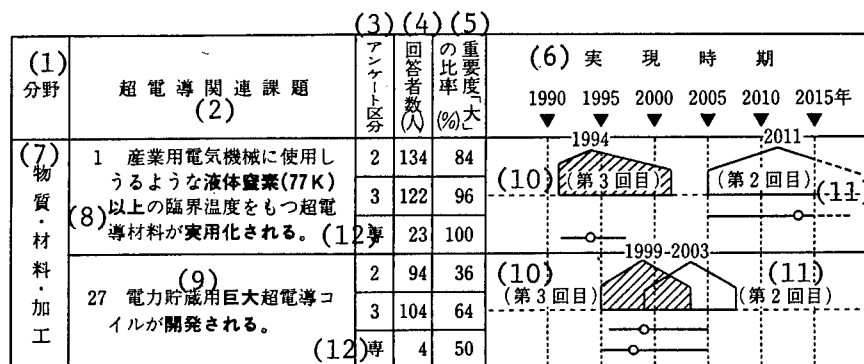 (3) (4) (5)
(1) 分野
超電導関連課題 (2)
アンケート区分
回答者数(人)
重要度「大」の比率(%)
(6) 実現時期
1990 1995 2000 2005 2010 2015年
(7) 物質・材料・加工
1 産業用電気機械に使用し
うるような液体窒素(77K)
(8) 以上の臨界温度をもつ超電
導材料が実用化される。
2 134 84
3 122 96
(12) 専 23 100
1994 2011
(10) (第3回目) (第2回目) (11)
(9)
27 電力貯蔵用巨大超電導コ
イルが開発される。
2 94 36
3 104 64
(12) 専 4 50
1999 2003
(10) (11)
(第3回目) (第2回目)